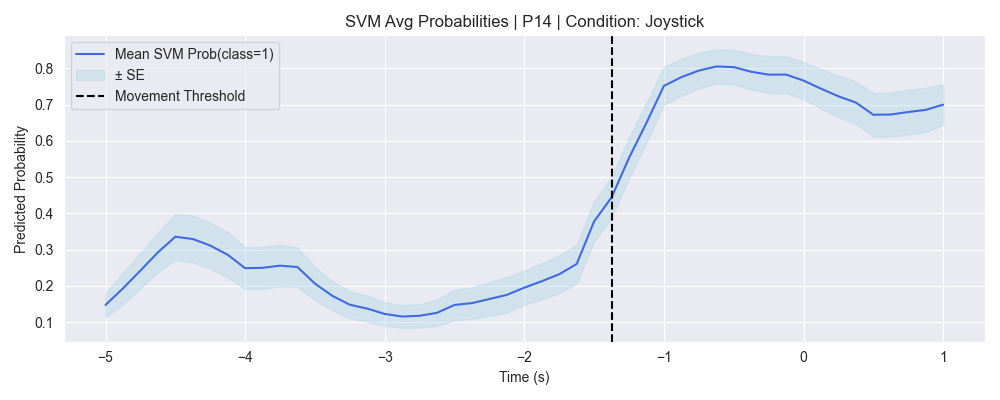 SVM Avg Probabilities | P14 | Condition: Joystick
Mean SVM Prob(class=1)
± SE
Movement Threshold
Predicted Probability
0.8
0.7
0.6
0.5
0.4
0.3
0.2
0.1
−5
−4
−3
−2
−1
0
1
Time (s)